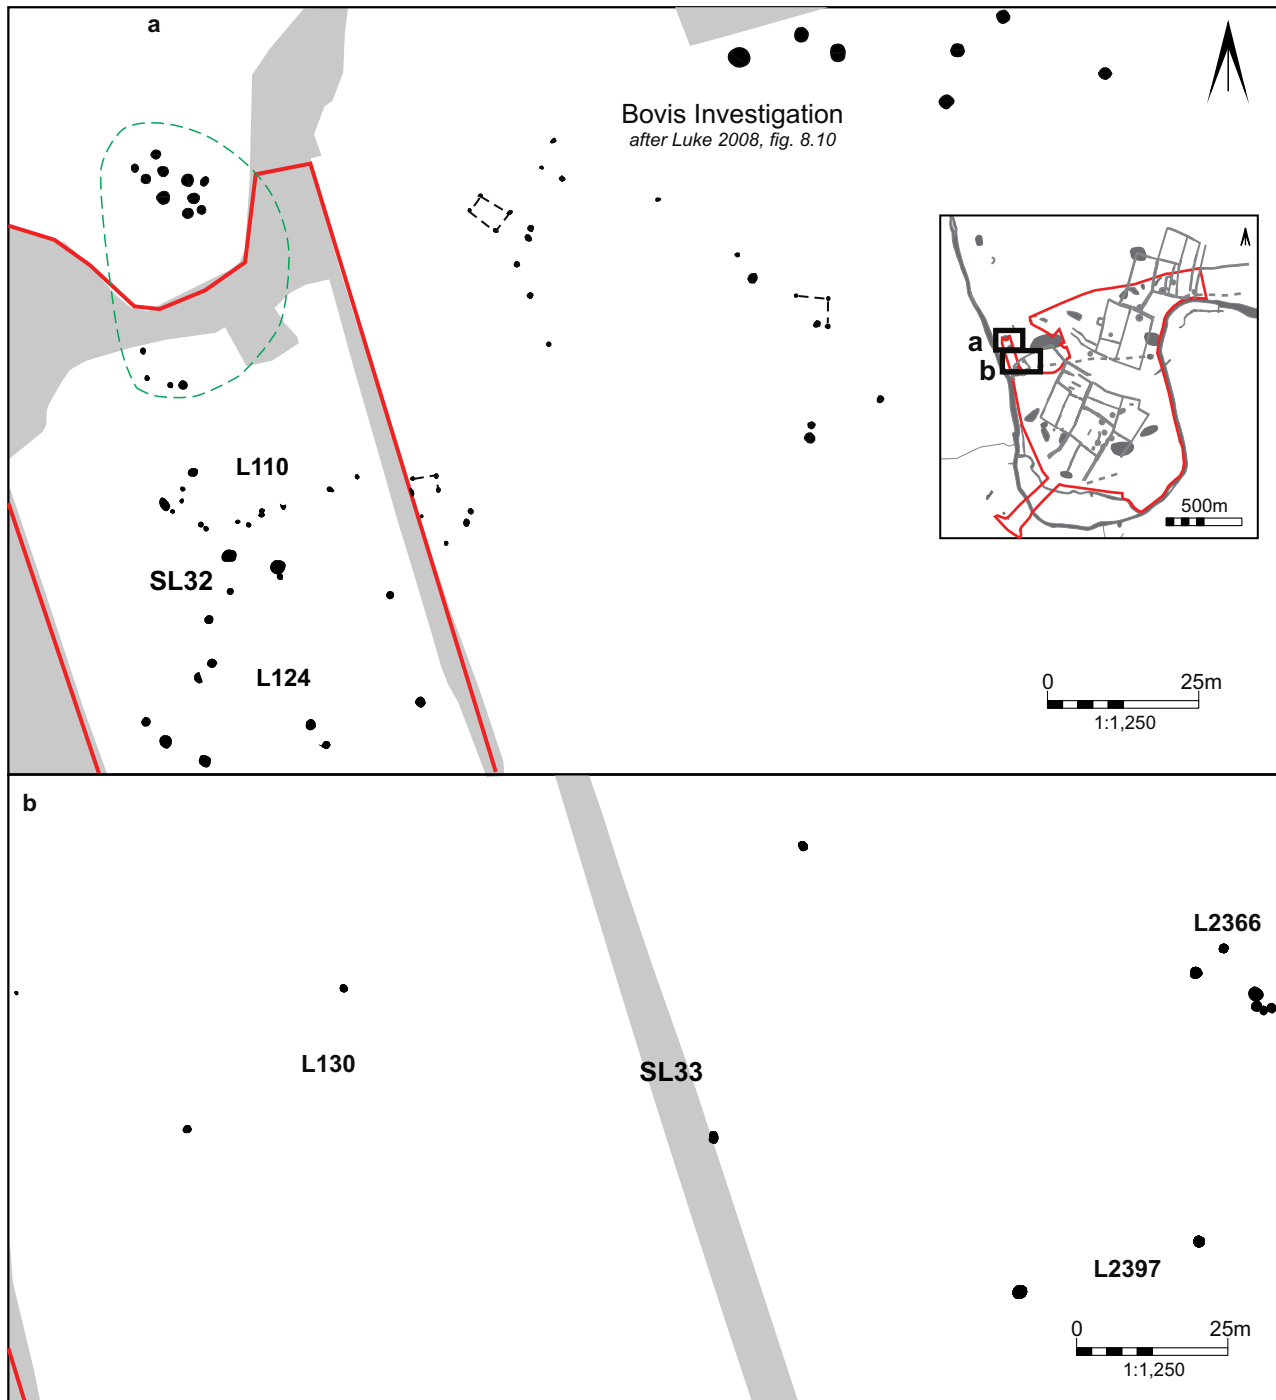 a
Bovis Investigation
after Luke 2008, fig. 8.10
a
b
500m
L110
SL32
L124
0 25m
1:1,250
b
L2366
L130
SL33
L2397
0 25m
1:1,250